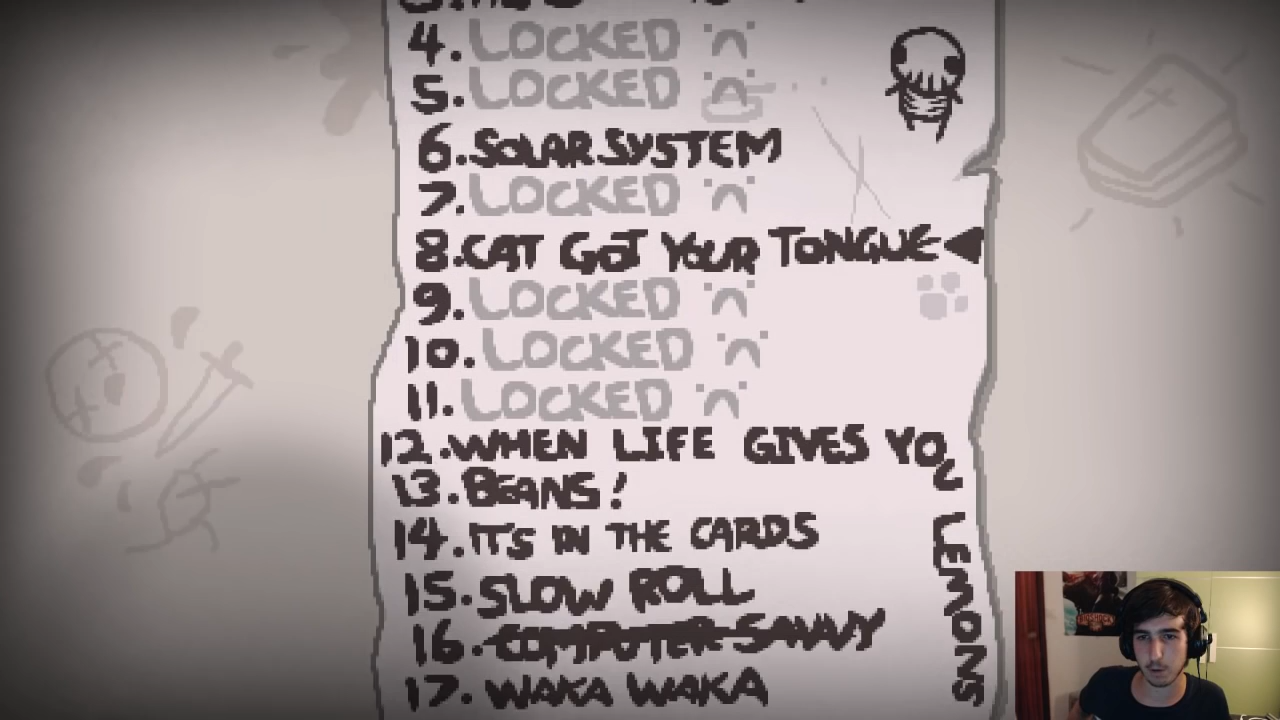 4. LOCKED
5. LOCKED
6. SOLAR SYSTEM
7. LOCKED
8. CAT GOT YOUR TONGUE
9. LOCKED
10. LOCKED
11. LOCKED
12. WHEN LIFE GIVES YOU LEMONS
13. BEANS!
14. IT'S IN THE CARDS
15. SLOW ROLL
16. COMPUTER SAVVY
17. WAKA WAKA